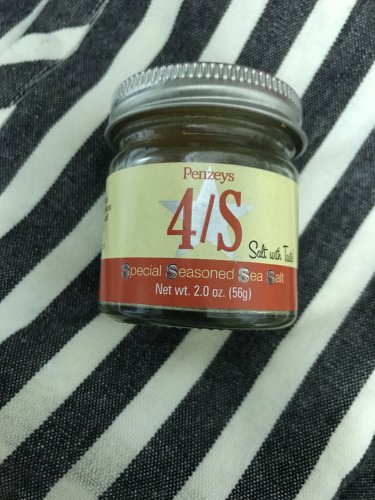 Penzeys
4/S
Salt with Taste
Special Seasoned Sea Salt
Net wt. 2.0 oz. (56g)